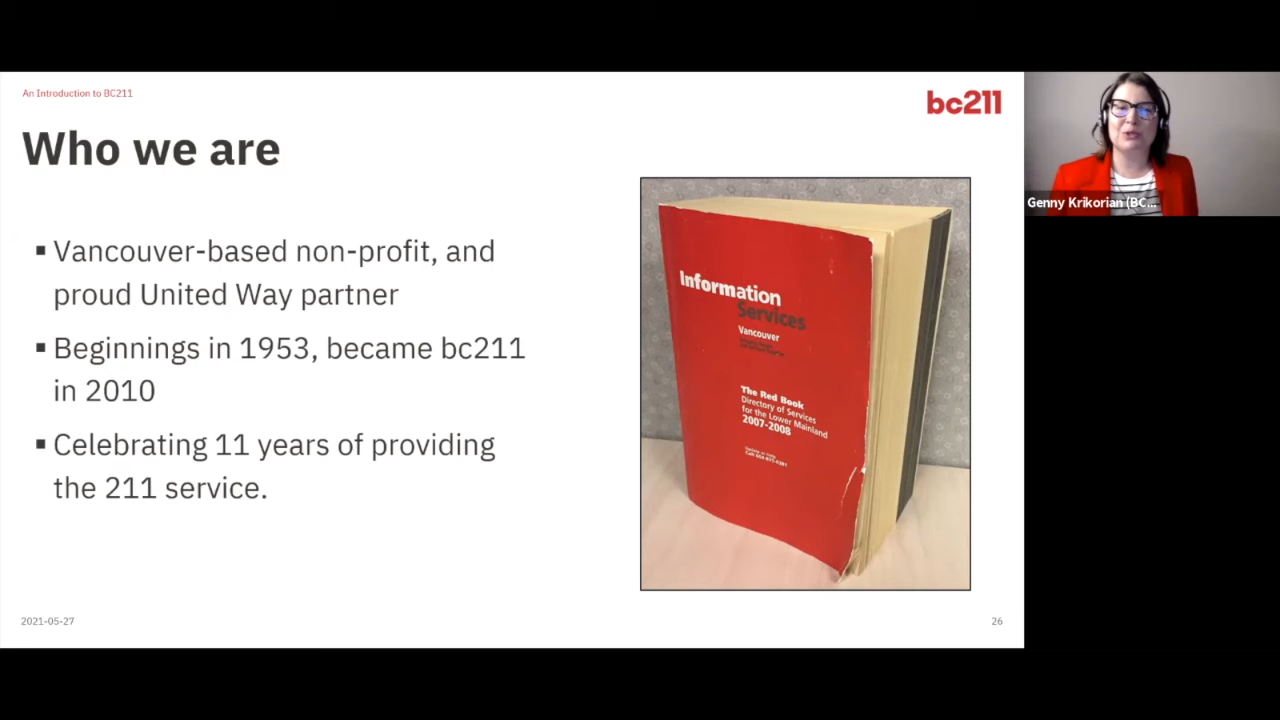 An Introduction to BC211
bc211
Who we are
▪ Vancouver-based non-profit, and
proud United Way partner
▪ Beginnings in 1953, became bc211
in 2010
▪ Celebrating 11 years of providing
the 211 service.
Information
Services
Vancouver
The Red Book
Directory of Services
for the Lower Mainland
2007-2008
2021-05-27
26
Genny Krikorian (BC...